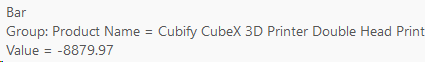 Bar
Group: Product Name = Cubify CubeX 3D Printer Double Head Print
Value = -8879.97